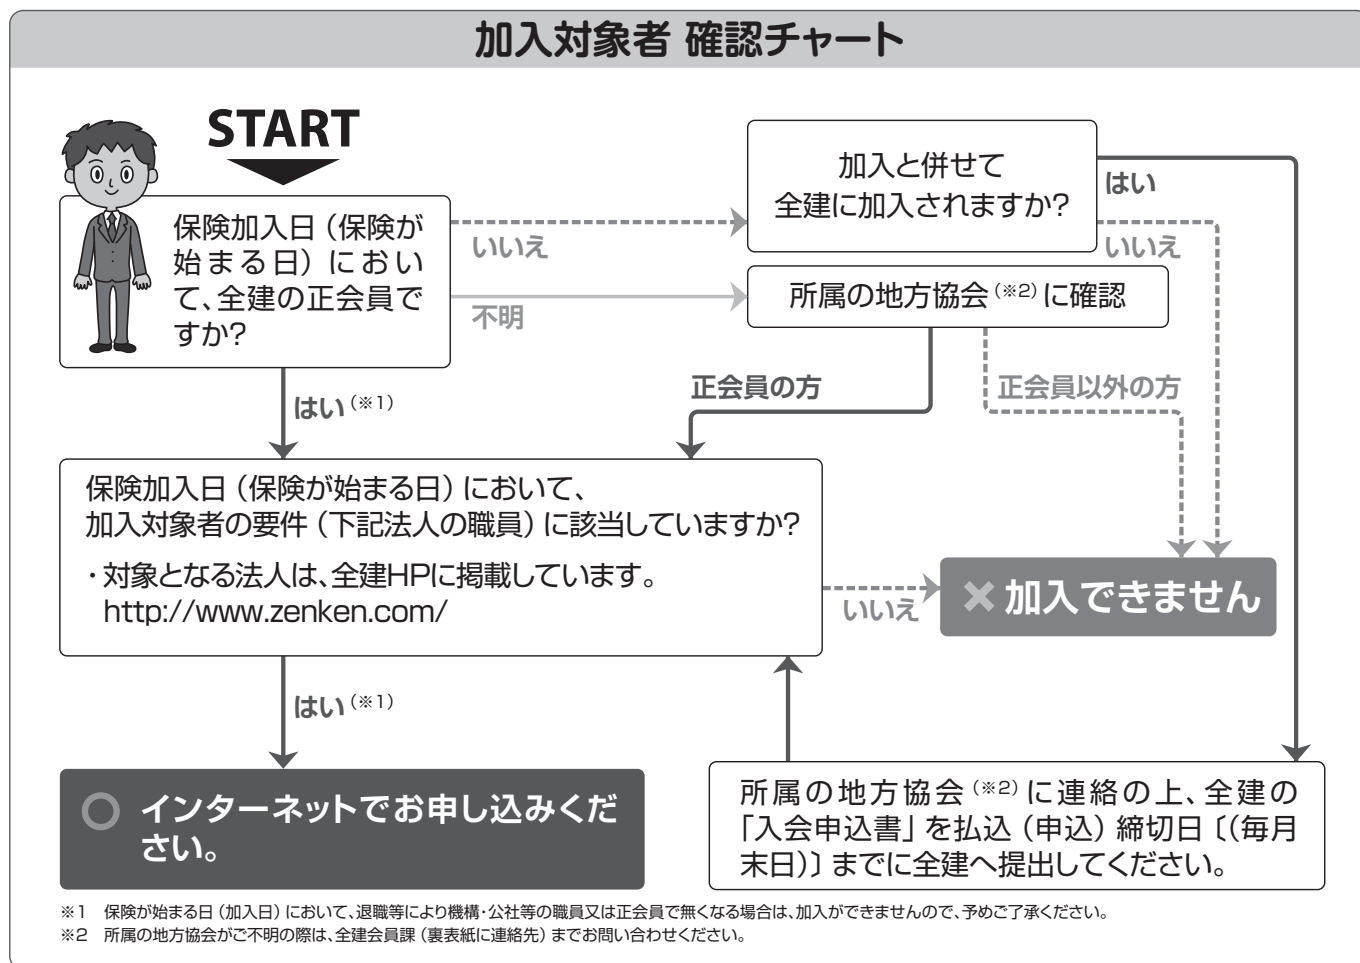 加入対象者 確認チャート
START
保険加入日（保険が
始まる日）におい
て、全建の正会員で
すか?
いいえ
不明
はい（※1）
加入と併せて
全建に加入されますか?
はい
いいえ
所属の地方協会（※2）に確認
正会員の方
正会員以外の方
保険加入日（保険が始まる日）において、
加入対象者の要件（下記法人の職員）に該当していますか?
・対象となる法人は、全建HPに掲載しています。
http://www.zenken.com/
いいえ
× 加入できません
はい（※1）
○ インターネットでお申し込みくだ
さい。
所属の地方協会（※2）に連絡の上、全建の
「入会申込書」を払込（申込）締切日〔(毎月
末日)〕までに全建へ提出してください。
※1 保険が始まる日（加入日）において、退職等により機構・公社等の職員又は正会員で無くなる場合は、加入ができませんので、予めご了承ください。
※2 所属の地方協会がご不明の際は、全建会員課（裏表紙に連絡先）までお問い合わせください。